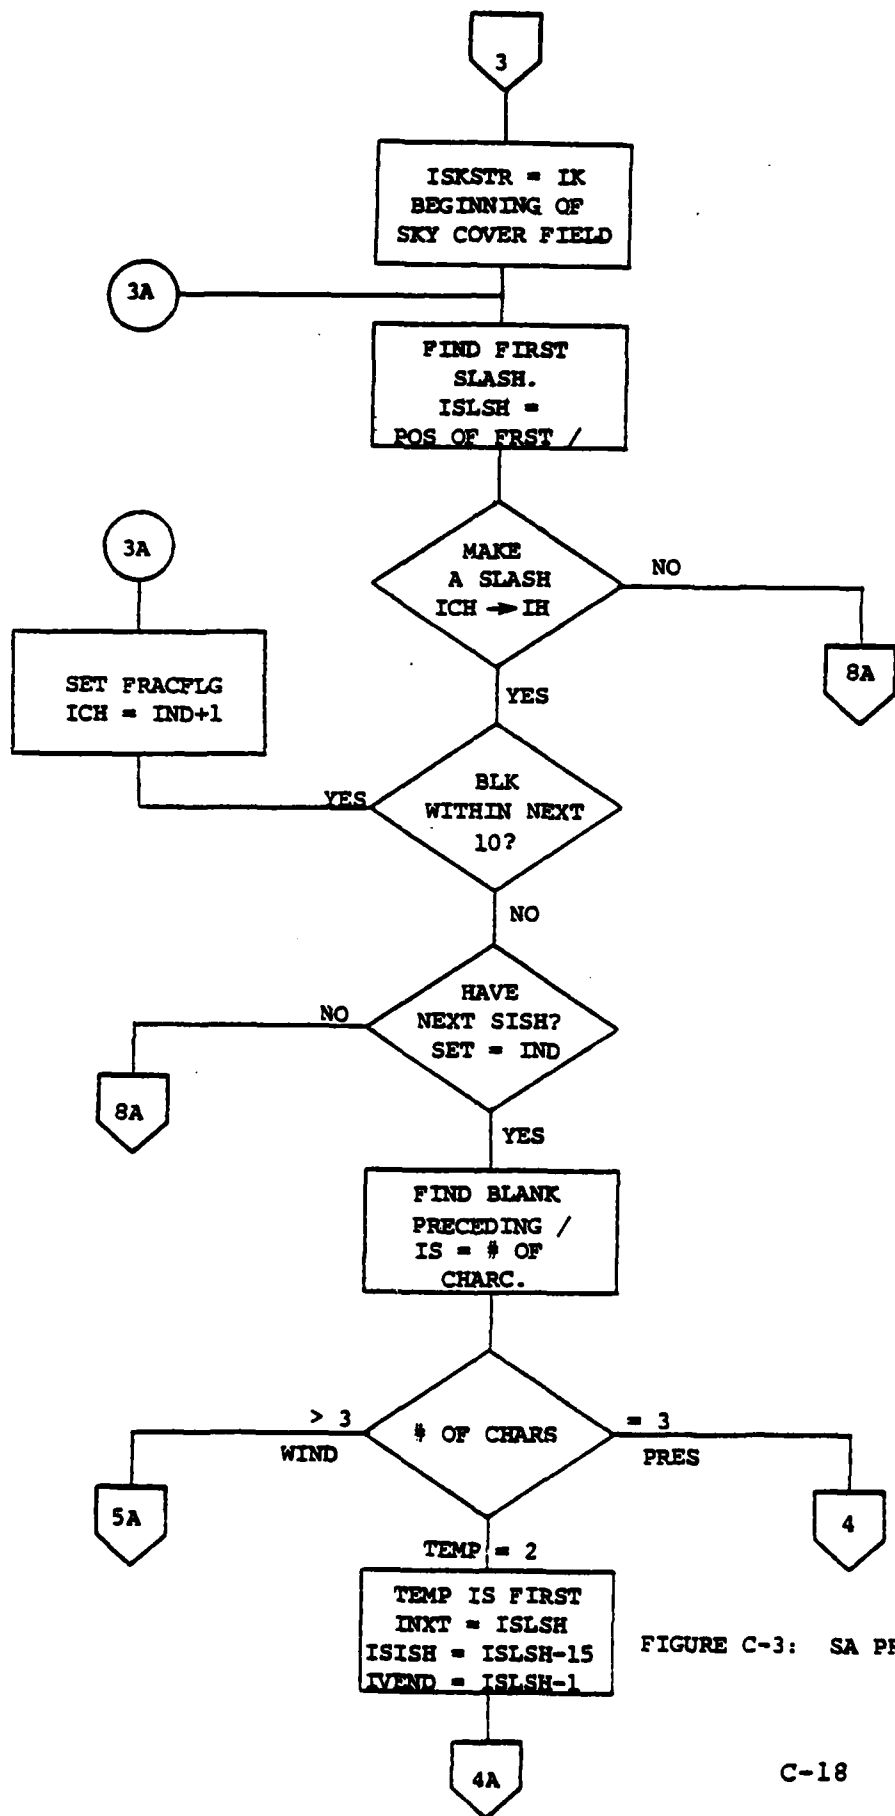 3
ISKSTR = IK
BEGINNING OF
SKY COVER FIELD
3A
FIND FIRST
SLASH.
ISLSH =
POS OF FRST /
MAKE
A SLASH
ICH → IH
NO
8A
3A
SET FRACFLG
ICH = IND+1
YES
YES
BLK
WITHIN NEXT
10?
NO
HAVE
NEXT SISH?
SET = IND
NO
8A
YES
FIND BLANK
PRECEDING /
IS = # OF
CHARC.
# OF CHARS
> 3
WIND
= 3
PRES
5A
4
TEMP = 2
TEMP IS FIRST
INXT = ISLSH
ISISH = ISLSH-15
IVEND = ISLSH-1
FIGURE C-3: SA
4A
C-18